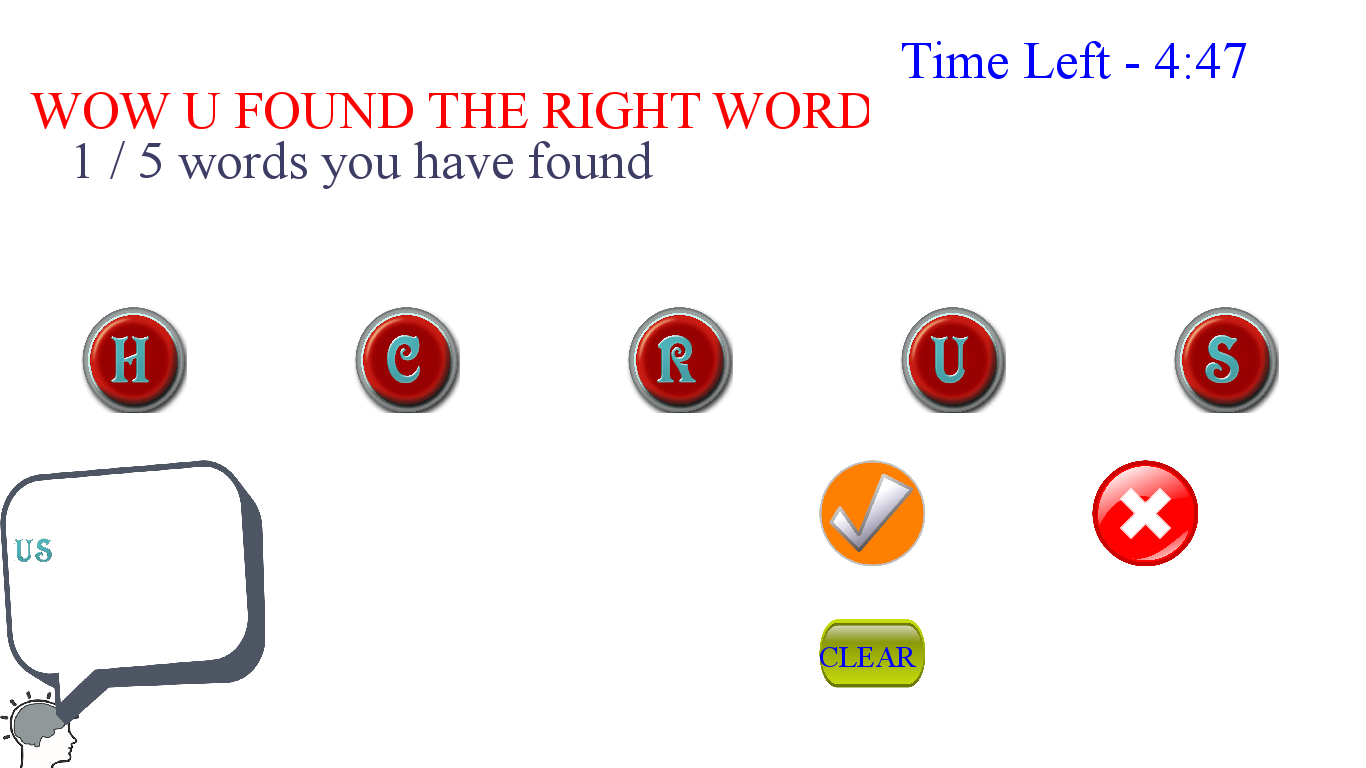 Time Left - 4:47
WOW U FOUND THE RIGHT WORD
1 / 5 words you have found
H C R U S
US
CLEAR